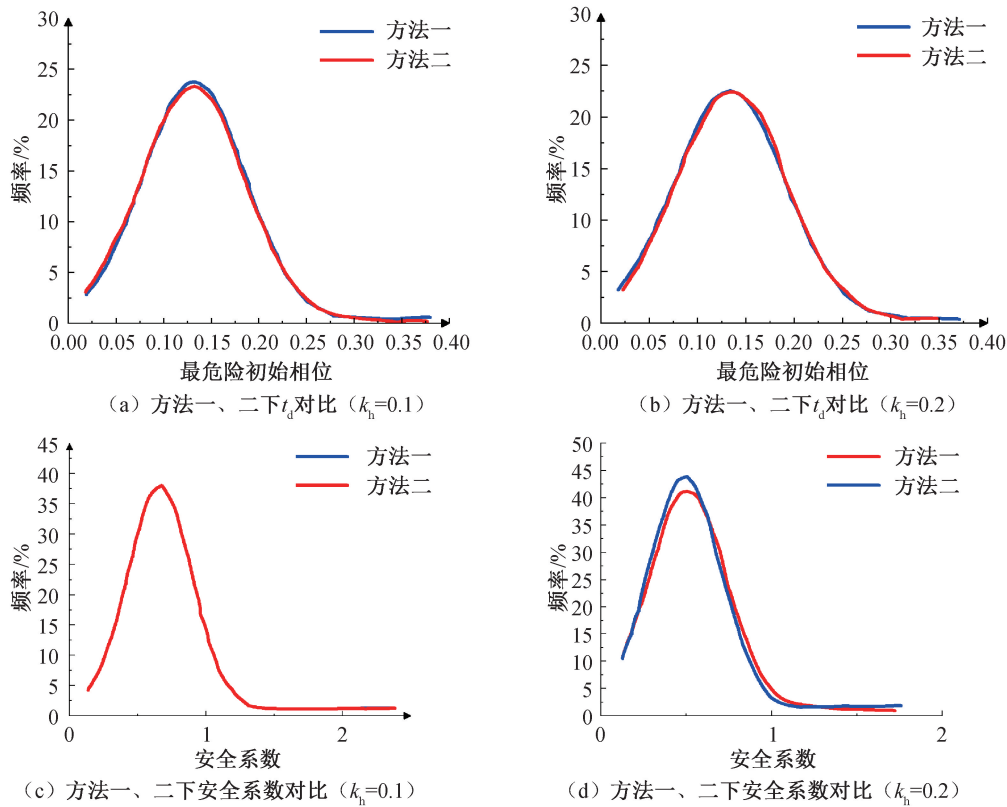 30
25
20
15
10
5
0
频率/%
方法一
方法二
0.00 0.05 0.10 0.15 0.20 0.25 0.30 0.35 0.40
最危险初始相位
(a) 方法一、二下td对比（kh=0.1）
30
25
20
15
10
5
0
频率/%
方法一
方法二
0.00 0.05 0.10 0.15 0.20 0.25 0.30 0.35 0.40
最危险初始相位
(b) 方法一、二下td对比（kh=0.2）
45
40
35
30
25
20
15
10
5
0
频率/%
方法一
方法二
0 1 2
安全系数
(c) 方法一、二下安全系数对比（kh=0.1）
50
45
40
35
30
25
20
15
10
5
0
频率/%
方法一
方法二
0 1 2
安全系数
(d) 方法一、二下安全系数对比（kh=0.2）